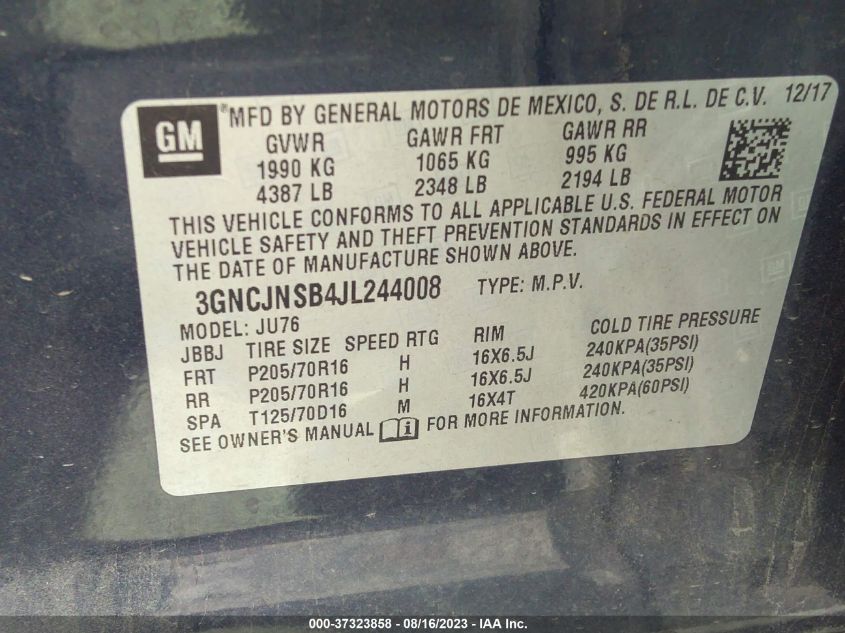 GM
®MFD BY GENERAL MOTORS DE MEXICO, S. DE R.L. DE C.V. 12/17
GVWR GAWR FRT GAWR RR
1990 KG 1065 KG 995 KG
4387 LB 2348 LB 2194 LB
THIS VEHICLE CONFORMS TO ALL APPLICABLE U.S. FEDERAL MOTOR
VEHICLE SAFETY AND THEFT PREVENTION STANDARDS IN EFFECT ON
THE DATE OF MANUFACTURE SHOWN ABOVE.
3GNCJNSB4JL244008 TYPE: M.P.V.
MODEL: JU76
JBBJ TIRE SIZE SPEED RTG RIM COLD TIRE PRESSURE
FRT P205/70R16 H 16X6.5J 240KPA(35PSI)
RR P205/70R16 H 16X6.5J 240KPA(35PSI)
SPA T125/70D16 M 16X4T 420KPA(60PSI)
SEE OWNER'S MANUAL i FOR MORE INFORMATION.
000-37323858 - 08/16/2023 - IAA Inc.